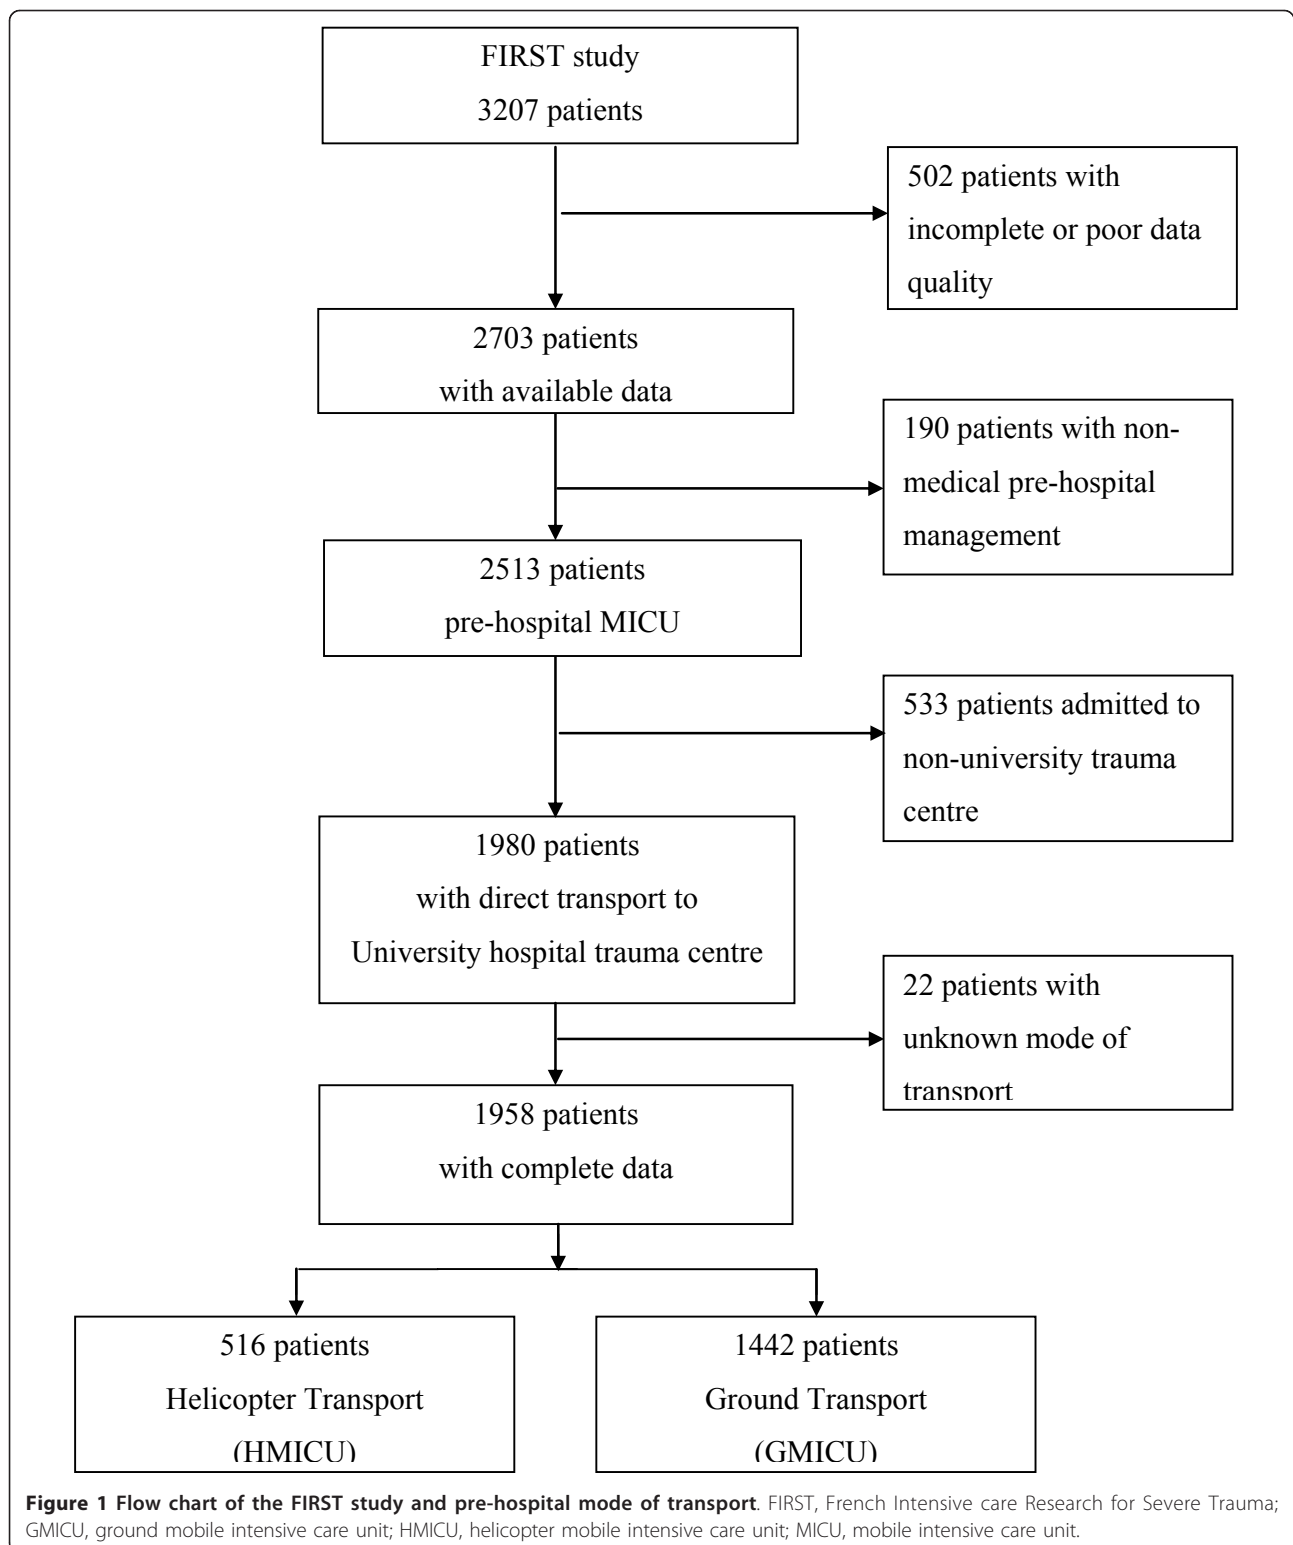 FIRST study
3207 patients
502 patients with
incomplete or poor data
quality
2703 patients
with available data
190 patients with non-
medical pre-hospital
management
2513 patients
pre-hospital MICU
533 patients admitted to
non-university trauma
centre
1980 patients
with direct transport to
University hospital trauma centre
22 patients with
unknown mode of
transport
1958 patients
with complete data
516 patients
Helicopter Transport
(HMICU)
1442 patients
Ground Transport
(GMICU)
Figure 1 Flow chart of the FIRST study and pre-hospital mode of transport. FIRST, French Intensive care Research for Severe Trauma;
GMICU, ground mobile intensive care unit; HMICU, helicopter mobile intensive care unit; MICU, mobile intensive care unit.